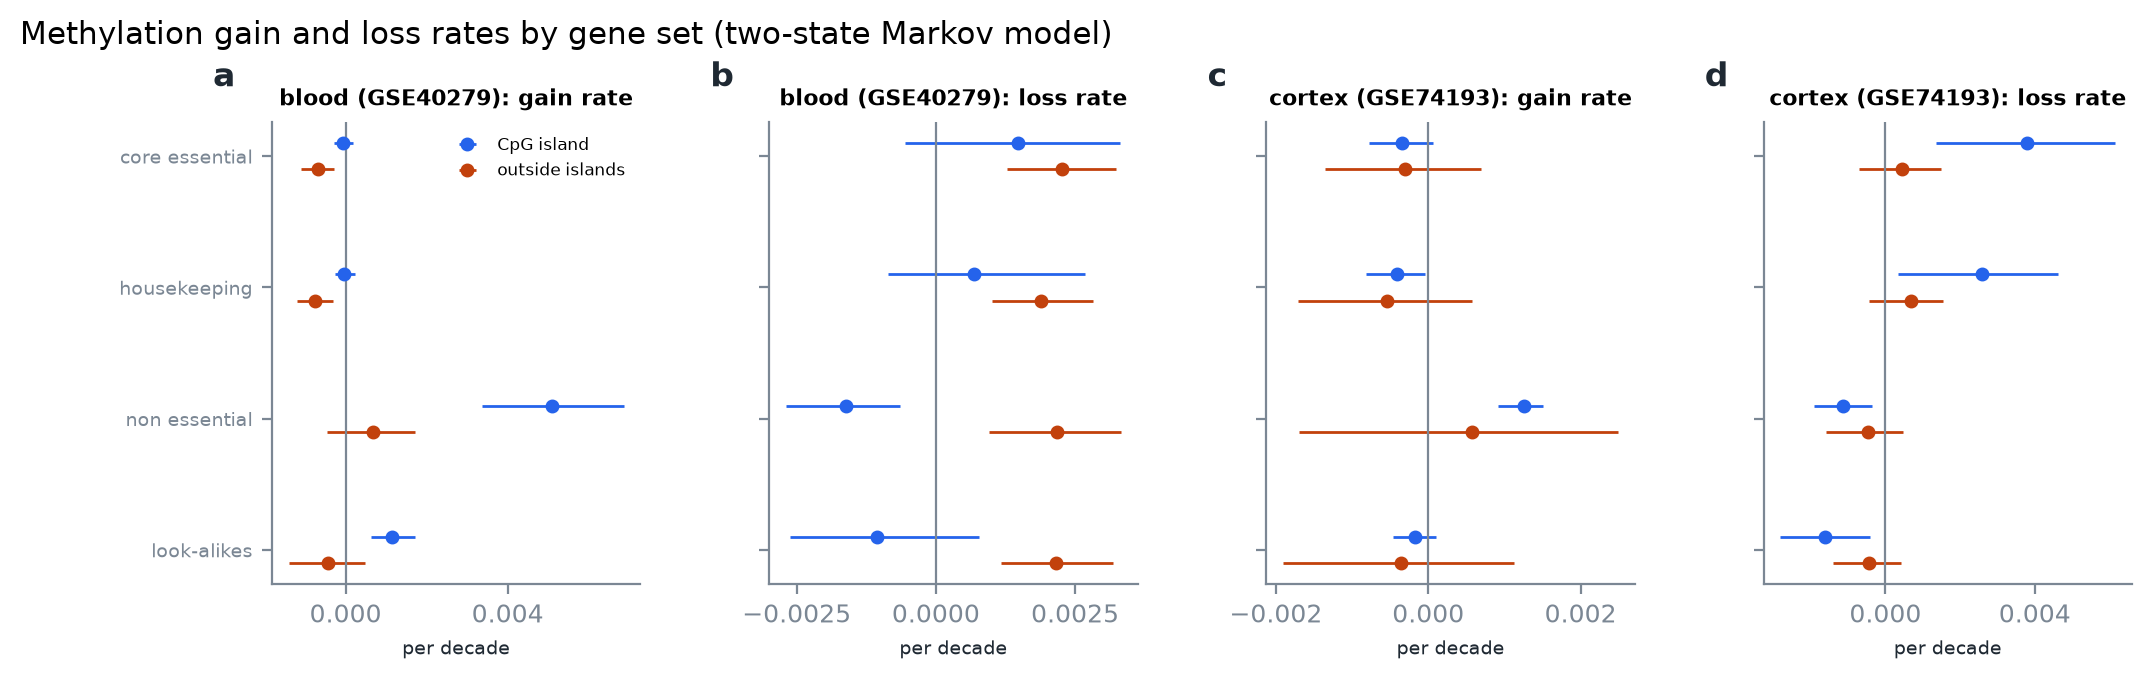 Methylation gain and loss rates by gene set (two-state Markov model)
a
blood (GSE40279): gain rate
CpG island
outside islands
core essential
housekeeping
non essential
look-alikes
0.000 0.004
per decade
b
blood (GSE40279): loss rate
−0.0025 0.0000 0.0025
per decade
c
cortex (GSE74193): gain rate
−0.002 0.000 0.002
per decade
d
cortex (GSE74193): loss rate
0.000 0.004
per decade